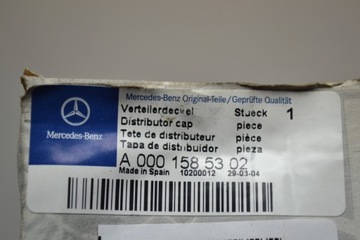 Mercedes-Benz Original-Teile/Geprüfte Qualität
Mercedes-Benz
Verteilerdeckel Stueck 1
Distributor cap piece
Tete de distributeur pièce
Tapa de distribuidor pieza
A 000 158 53 02
Made in Spain 10200012 29-03-04